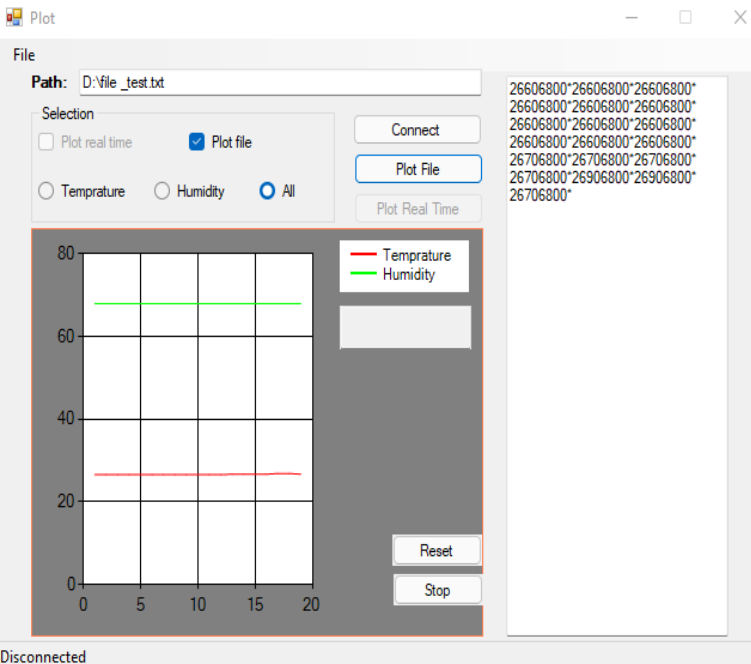 Plot
File
Path: D:\file _test.txt
Selection
Plot real time
Plot file
Temprature
Humidity
All
Connect
Plot File
Plot Real Time
26606800*26606800*26606800*
26606800*26606800*26606800*
26606800*26606800*26606800*
26606800*26606800*26606800*
26706800*26706800*26706800*
26706800*26906800*26906800*
26706800*
80
60
40
20
0
0 5 10 15 20
Temprature
Humidity
Reset
Stop
Disconnected